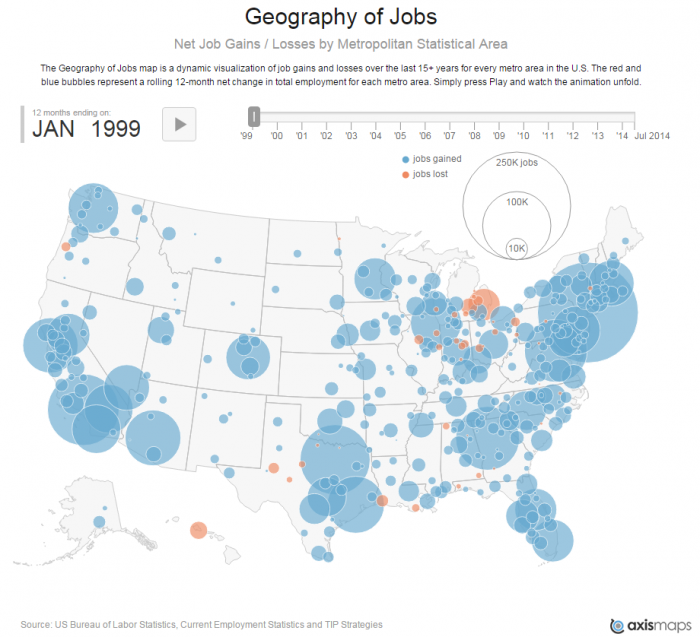 Geography of Jobs
Net Job Gains / Losses by Metropolitan Statistical Area
The Geography of Jobs map is a dynamic visualization of job gains and losses over the last 15+ years for every metro area in the U.S. The red and
blue bubbles represent a rolling 12-month net change in total employment for each metro area. Simply press Play and watch the animation unfold.
12 months ending on:
JAN 1999
'99 '00 '01 '02 '03 '04 '05 '06 '07 '08 '09 '10 '11 '12 '13 '14 Jul 2014
jobs gained
jobs lost
250K jobs
100K
10K
Source: US Bureau of Labor Statistics, Current Employment Statistics and TIP Strategies
axismaps